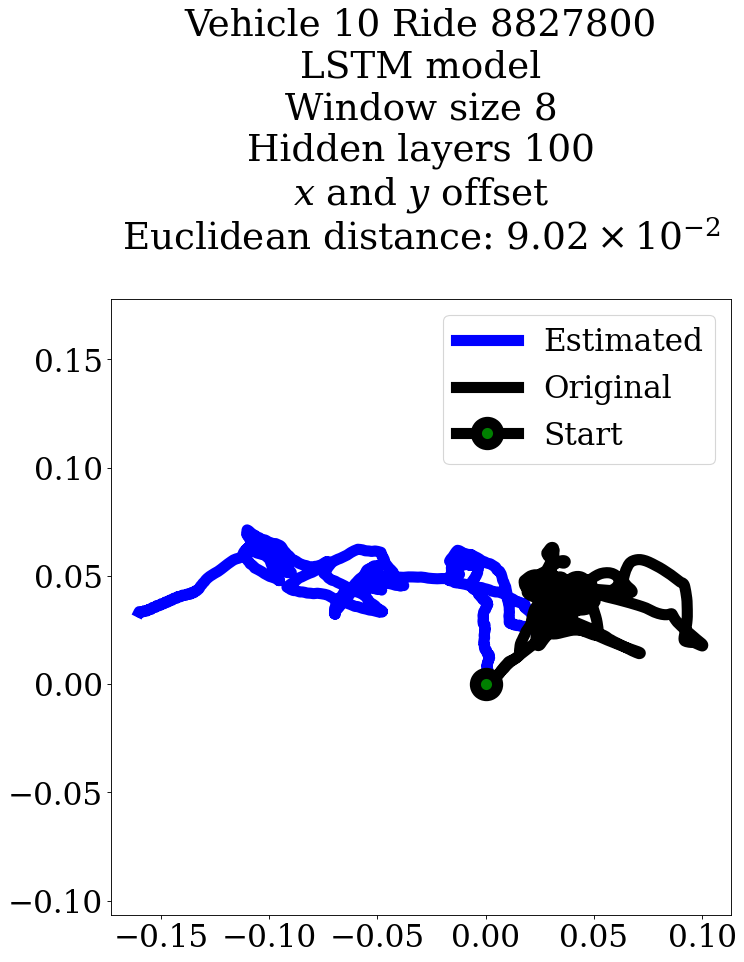 Vehicle 10 Ride 8827800
LSTM model
Window size 8
Hidden layers 100
x and y offset
Euclidean distance: 9.02 × 10⁻²
Estimated
Original
Start
0.15
0.10
0.05
0.00
−0.05
−0.10
−0.15 −0.10 −0.05 0.00 0.05 0.10